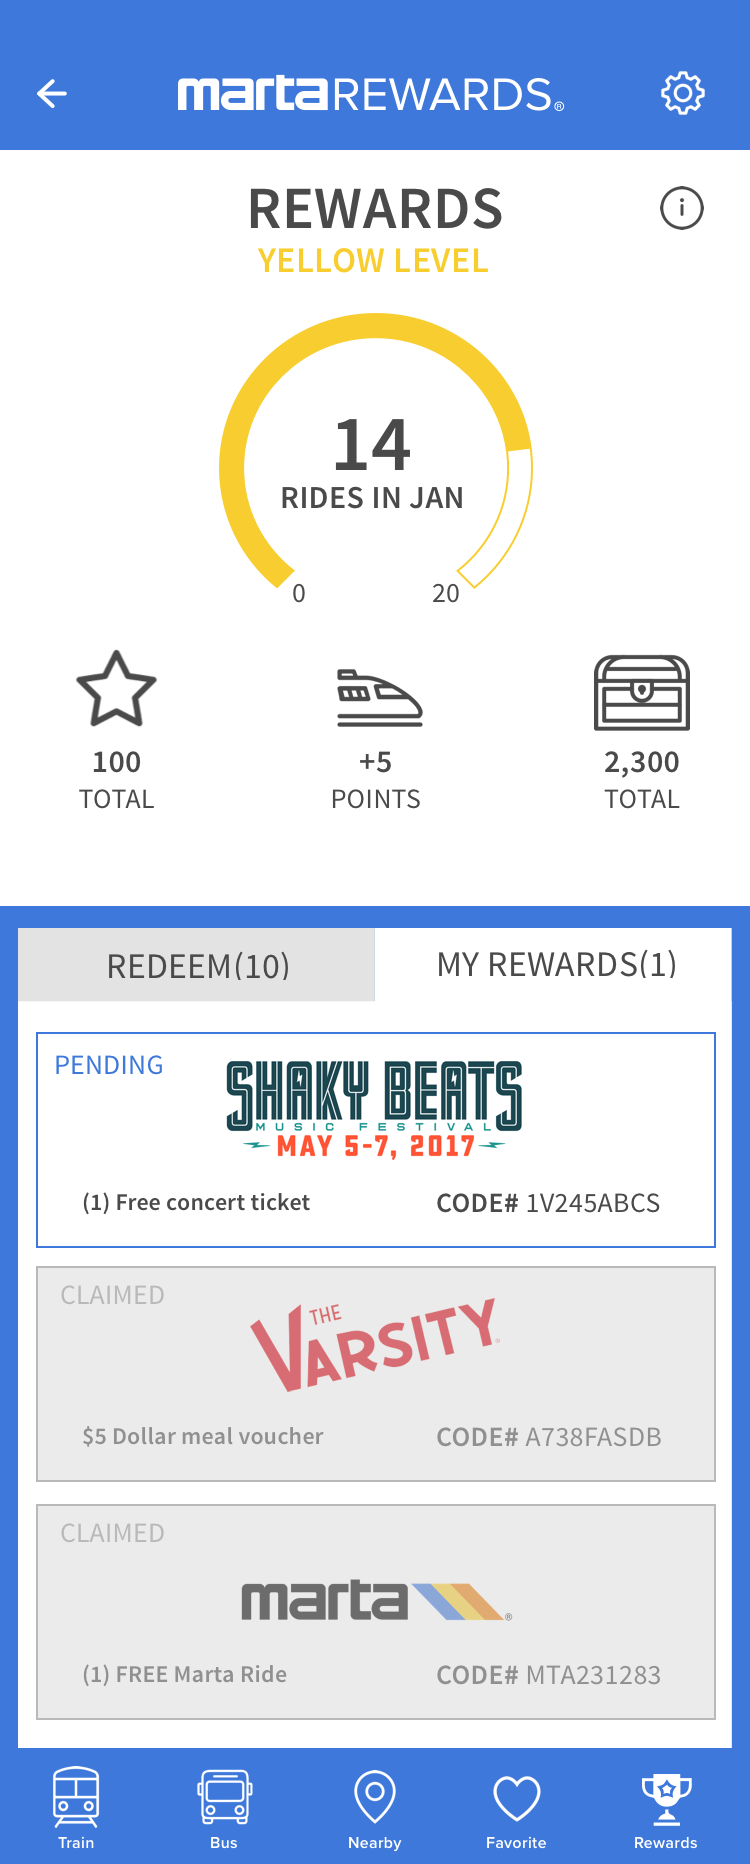 marta REWARDS®
REWARDS
YELLOW LEVEL
14
RIDES IN JAN
0 20
100 +5 2,300
TOTAL POINTS TOTAL
REDEEM(10) MY REWARDS(1)
PENDING
SHAKY BEATS
MUSIC FESTIVAL
MAY 5-7, 2017
(1) Free concert ticket CODE# 1V245ABCS
CLAIMED
THE
VARSITY
$5 Dollar meal voucher CODE# A738FASDB
CLAIMED
marta®
(1) FREE Marta Ride CODE# MTA231283
Train Bus Nearby Favorite Rewards